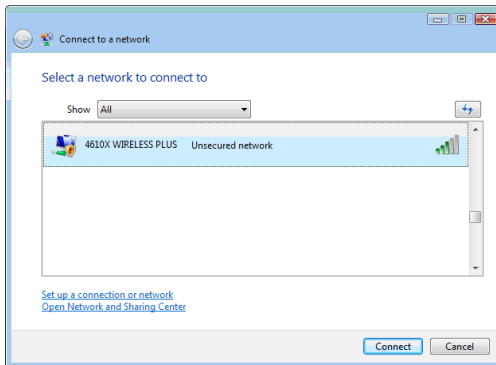 Connect to a network
Select a network to connect to
Show All
4610X WIRELESS PLUS Unsecured network
Set up a connection or network
Open Network and Sharing Center
Connect Cancel